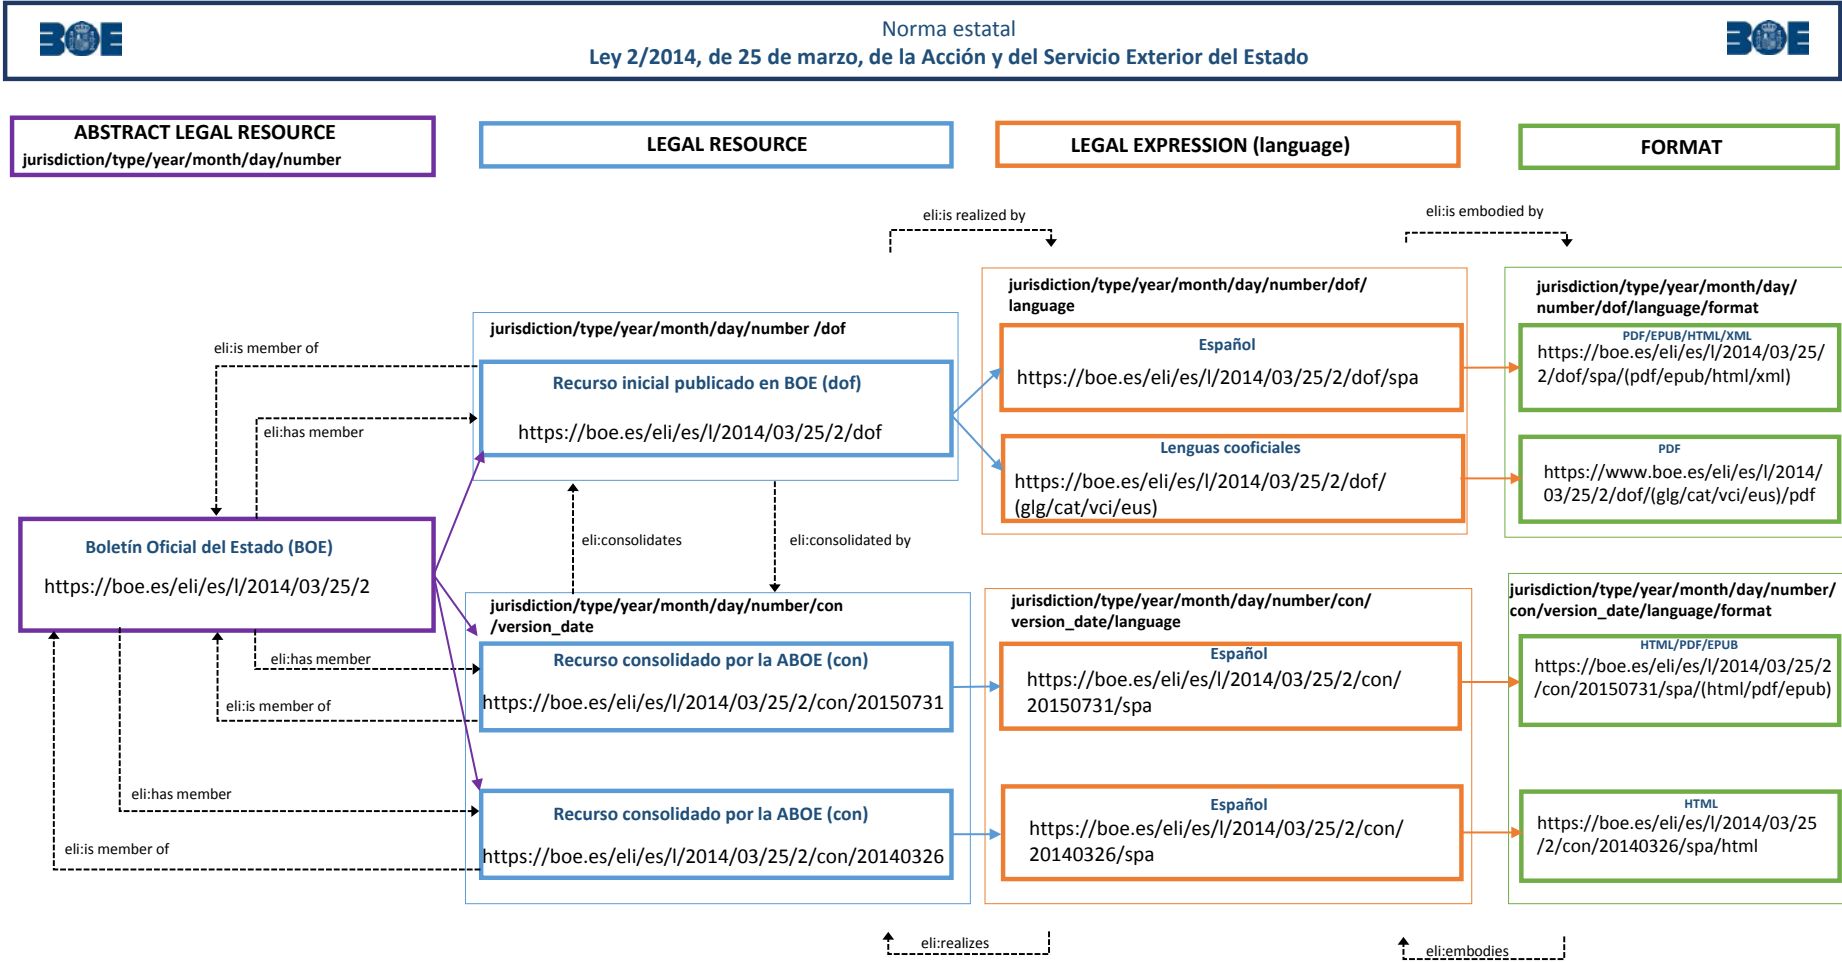 BOE
Norma estatal
Ley 2/2014, de 25 de marzo, de la Acción y del Servicio Exterior del Estado
BOE
ABSTRACT LEGAL RESOURCE
jurisdiction/type/year/month/day/number
LEGAL RESOURCE
LEGAL EXPRESSION (language)
FORMAT
eli:is realized by
eli:is embodied by
eli:is member of
eli:has member
jurisdiction/type/year/month/day/number /dof
Recurso inicial publicado en BOE (dof)
https://boe.es/eli/es/l/2014/03/25/2/dof
jurisdiction/type/year/month/day/number/dof/
language
Español
https://boe.es/eli/es/l/2014/03/25/2/dof/spa
Lenguas cooficiales
https://boe.es/eli/es/l/2014/03/25/2/dof/
(glg/cat/vci/eus)
jurisdiction/type/year/month/day/
number/dof/language/format
PDF/EPUB/HTML/XML
https://boe.es/eli/es/l/2014/03/25/
2/dof/spa/(pdf/epub/html/xml)
PDF
https://www.boe.es/eli/es/l/2014/
03/25/2/dof/(glg/cat/vci/eus)/pdf
Boletín Oficial del Estado (BOE)
https://boe.es/eli/es/l/2014/03/25/2
eli:consolidates
eli:consolidated by
eli:has member
eli:is member of
eli:has member
eli:is member of
jurisdiction/type/year/month/day/number/con
/version_date
Recurso consolidado por la ABOE (con)
https://boe.es/eli/es/l/2014/03/25/2/con/20150731
Recurso consolidado por la ABOE (con)
https://boe.es/eli/es/l/2014/03/25/2/con/20140326
jurisdiction/type/year/month/day/number/con/
version_date/language
Español
https://boe.es/eli/es/l/2014/03/25/2/con/
20150731/spa
Español
https://boe.es/eli/es/l/2014/03/25/2/con/
20140326/spa
jurisdiction/type/year/month/day/number/
con/version_date/language/format
HTML/PDF/EPUB
https://boe.es/eli/es/l/2014/03/25/2
/con/20150731/spa/(html/pdf/epub)
HTML
https://boe.es/eli/es/l/2014/03/25
/2/con/20140326/spa/html
eli:realizes
eli:embodies